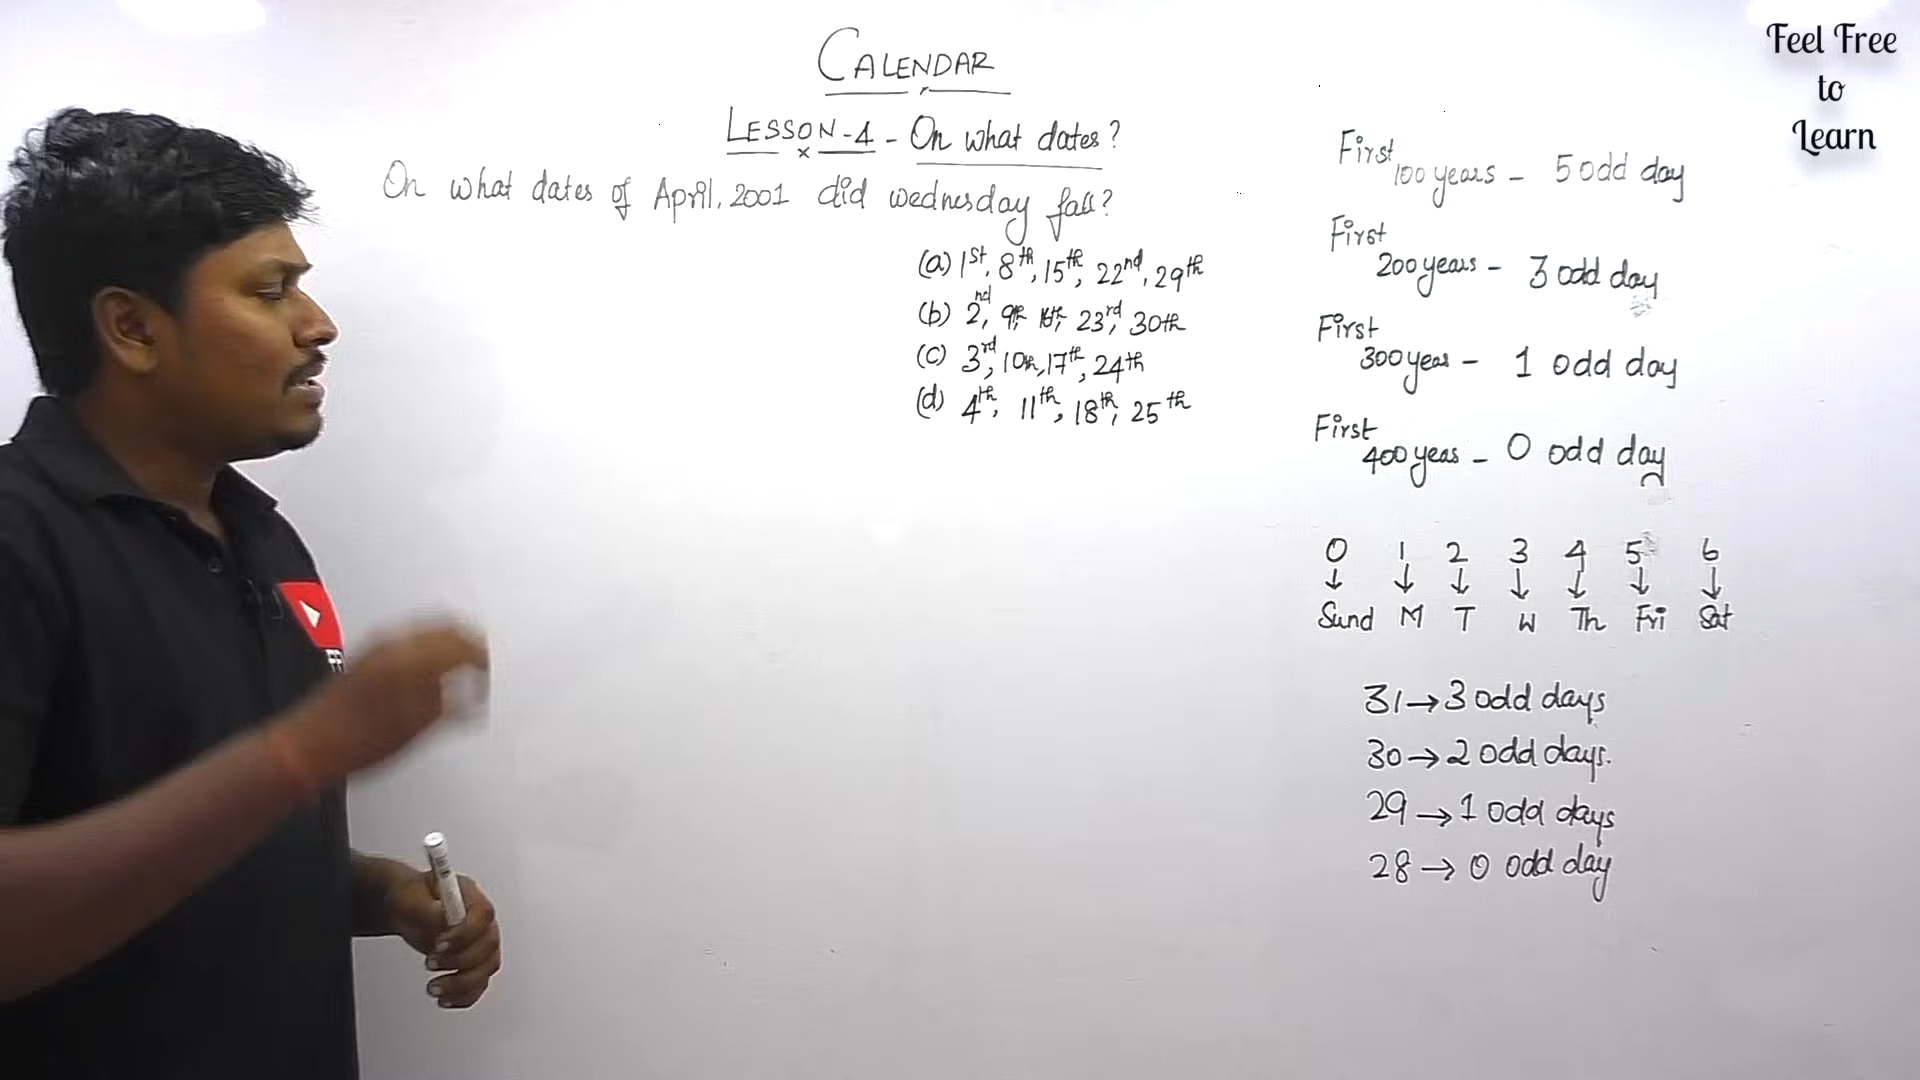 CALENDAR
LESSON-4 - On what dates?
On what dates of April, 2001 did wednesday fall?
(a) 1st, 8th, 15th, 22nd, 29th
(b) 2nd, 9th, 16th, 23rd, 30th
(c) 3rd, 10th, 17th, 24th
(d) 4th, 11th, 18th, 25th
First
100 years - 5 odd day
First
200 years - 3 odd day
First
300 year - 1 odd day
First
400 yeas - 0 odd day
0 1 2 3 4 5 6
↓ ↓ ↓ ↓ ↓ ↓ ↓
Sund M T W Th Fri Sat
31 → 3 odd days
30 → 2 odd days.
29 → 1 odd days
28 → 0 odd day
Feel Free
to
Learn